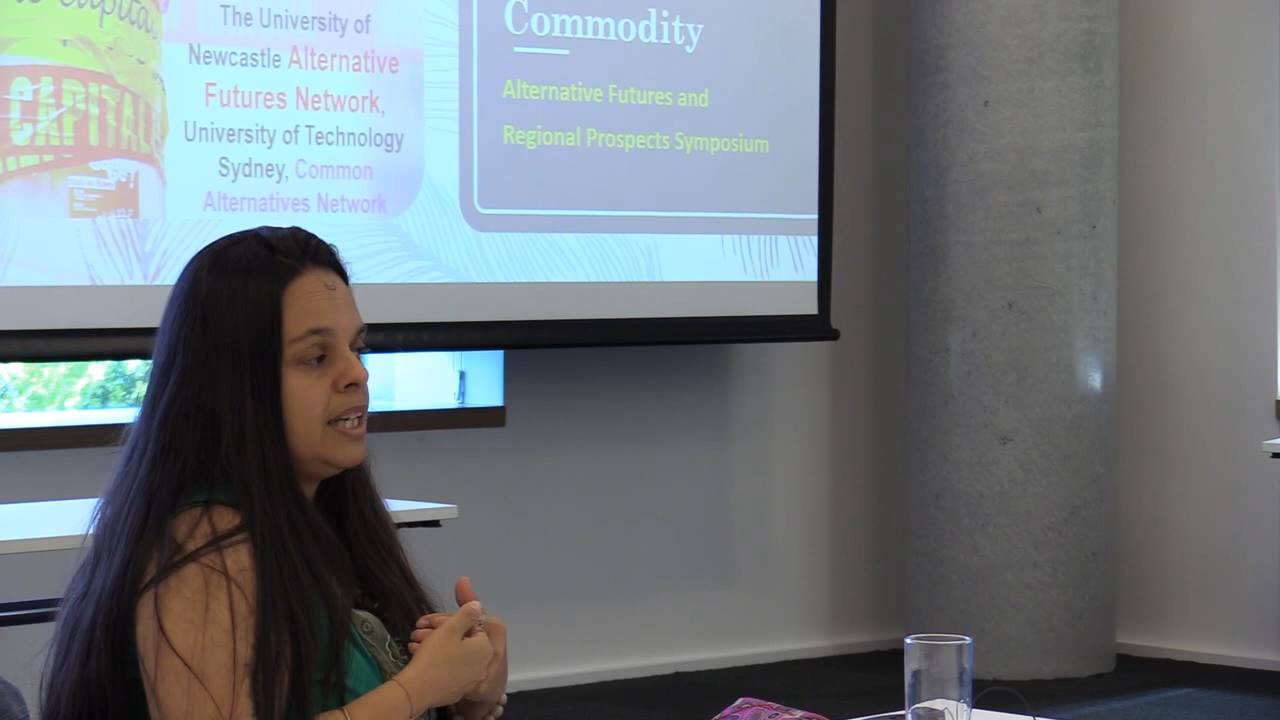 CAPITAL
The University of
Newcastle Alternative
Futures Network,
University of Technology
Sydney, Common
Alternatives Network
Commodity
Alternative Futures and
Regional Prospects Symposium